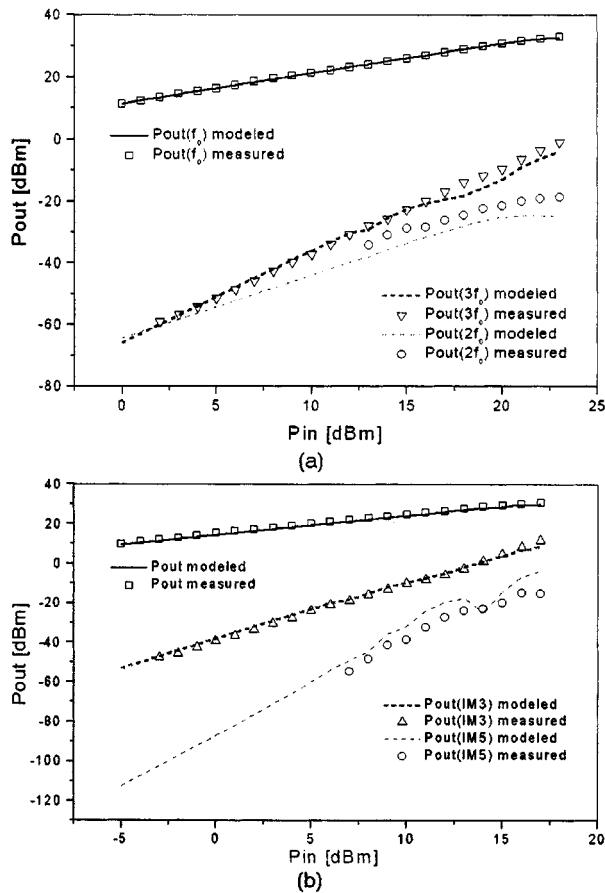 (a)
40
20
0
-20
-40
-60
-80
Pout [dBm]
Pout(f₀) modeled
Pout(f₀) measured
Pout(3f₀) modeled
Pout(3f₀) measured
Pout(2f₀) modeled
Pout(2f₀) measured
0 5 10 15 20 25
Pin [dBm]
(a)
40
20
0
-20
-40
-60
-80
-100
-120
Pout [dBm]
Pout modeled
Pout measured
Pout(IM3) modeled
Pout(IM3) measured
Pout(IM5) modeled
Pout(IM5) measured
-5 0 5 10 15 20
Pin [dBm]
(b)